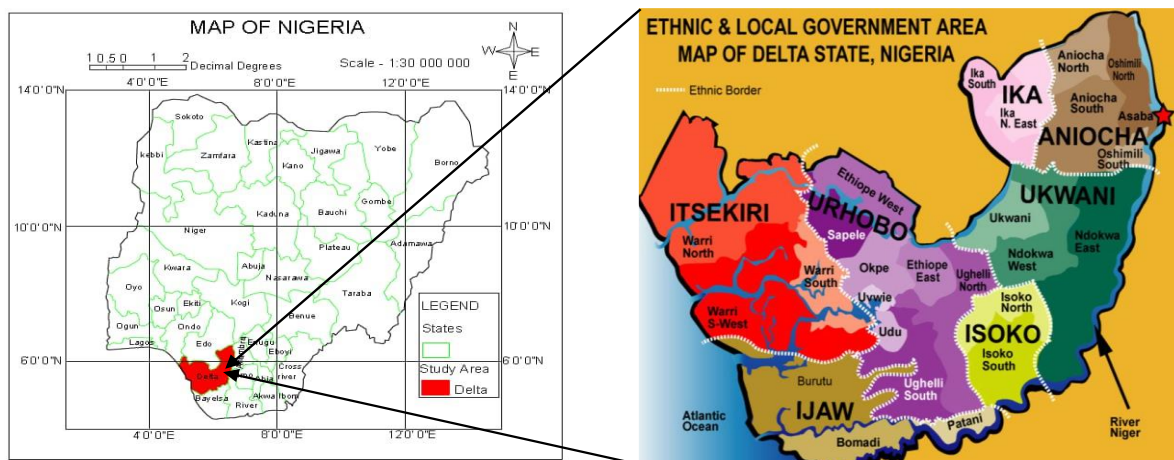 MAP OF NIGERIA
N
W
E
E
1 0.5 0
1
2
Decimal Degrees
Scale - 1:30 000 000
4°0'0"E
8°0'0"E
12°0'0"E
14°0'0"N
14°0'0"N
Sokoto
Kastina
Jigawa
Yobe
kebbi
Zamfara
Kano
Borno
Kaduna
Bauchi
Gombe
10°0'0"N
10°0'0"N
Niger
Plateau
Adamawa
Kwara
Abuja
Nasarawa
Oyo
Taraba
Osun
Ekiti
Kogi
Benue
Ogun
Ondo
Lagos
Edo
Enugu
Anambra
Eboyi
6°0'0"N
6°0'0"N
Delta
Cross
river
Bayelsa
Akwa Ibom
River
4°0'0"E
8°0'0"E
12°0'0"E
LEGEND
States
Study Area
Delta
ETHNIC & LOCAL GOVERNMENT AREA
MAP OF DELTA STATE, NIGERIA
Ethnic Border
Ika
South
IKA
Ika
N. East
Aniocha
North
Oshimili
North
Aniocha
South
Asaba
ANIOCHA
Oshimili
South
ITSEKIRI
Warri
North
Warri
South
Warri
S-West
Ethiope West
URHOBO
Sapele
Okpe
Ethiope
East
Ughelli
North
Uvwie
Udu
Ughelli
South
UKWANI
Ukwani
Ndokwa
West
Ndokwa
East
Isoko
North
ISOKO
Isoko
South
Burutu
IJAW
Bomadi
Patani
Atlantic
Ocean
River
Niger